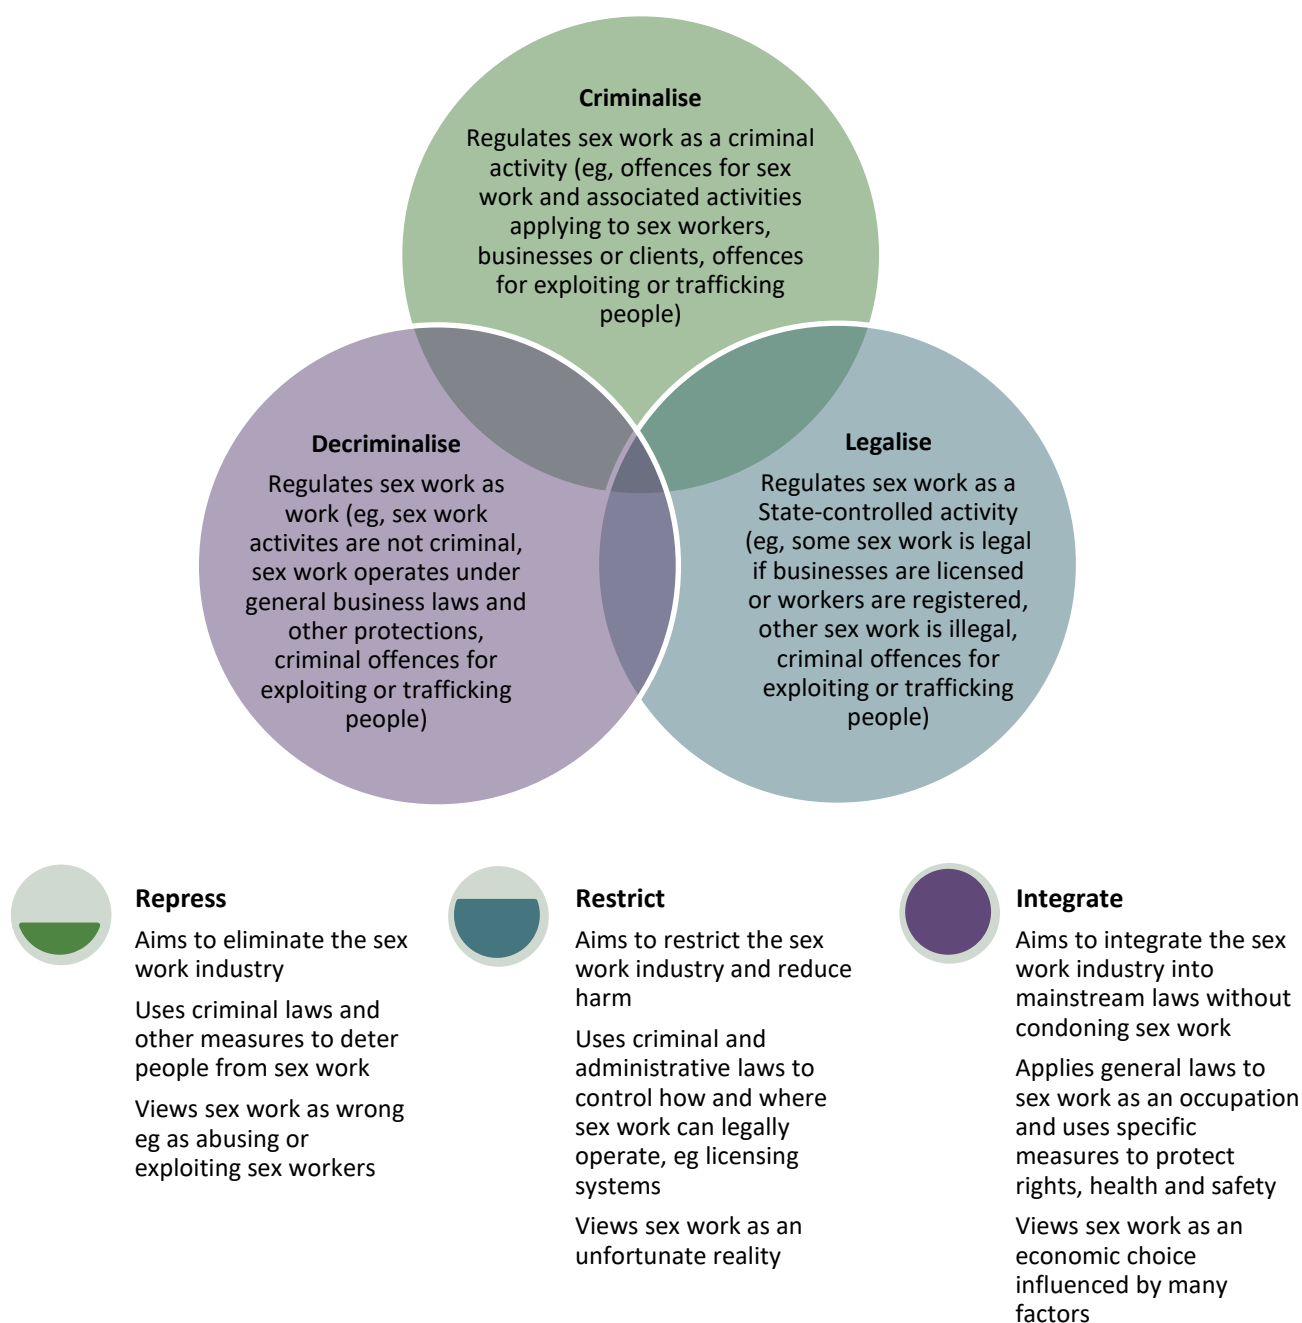 Criminalise
Regulates sex work as a criminal
activity (eg, offences for sex
work and associated activities
applying to sex workers,
businesses or clients, offences
for exploiting or trafficking
people)
Decriminalise
Regulates sex work as
work (eg, sex work
activites are not criminal,
sex work operates under
general business laws and
other protections,
criminal offences for
exploiting or trafficking
people)
Legalise
Regulates sex work as a
State-controlled activity
(eg, some sex work is legal
if businesses are licensed
or workers are registered,
other sex work is illegal,
criminal offences for
exploiting or trafficking
people)
Repress
Aims to eliminate the sex
work industry
Uses criminal laws and
other measures to deter
people from sex work
Views sex work as wrong
eg as abusing or
exploiting sex workers
Restrict
Aims to restrict the sex
work industry and reduce
harm
Uses criminal and
administrative laws to
control how and where
sex work can legally
operate, eg licensing
systems
Views sex work as an
unfortunate reality
Integrate
Aims to integrate the sex
work industry into
mainstream laws without
condoning sex work
Applies general laws to
sex work as an occupation
and uses specific
measures to protect
rights, health and safety
Views sex work as an
economic choice
influenced by many
factors